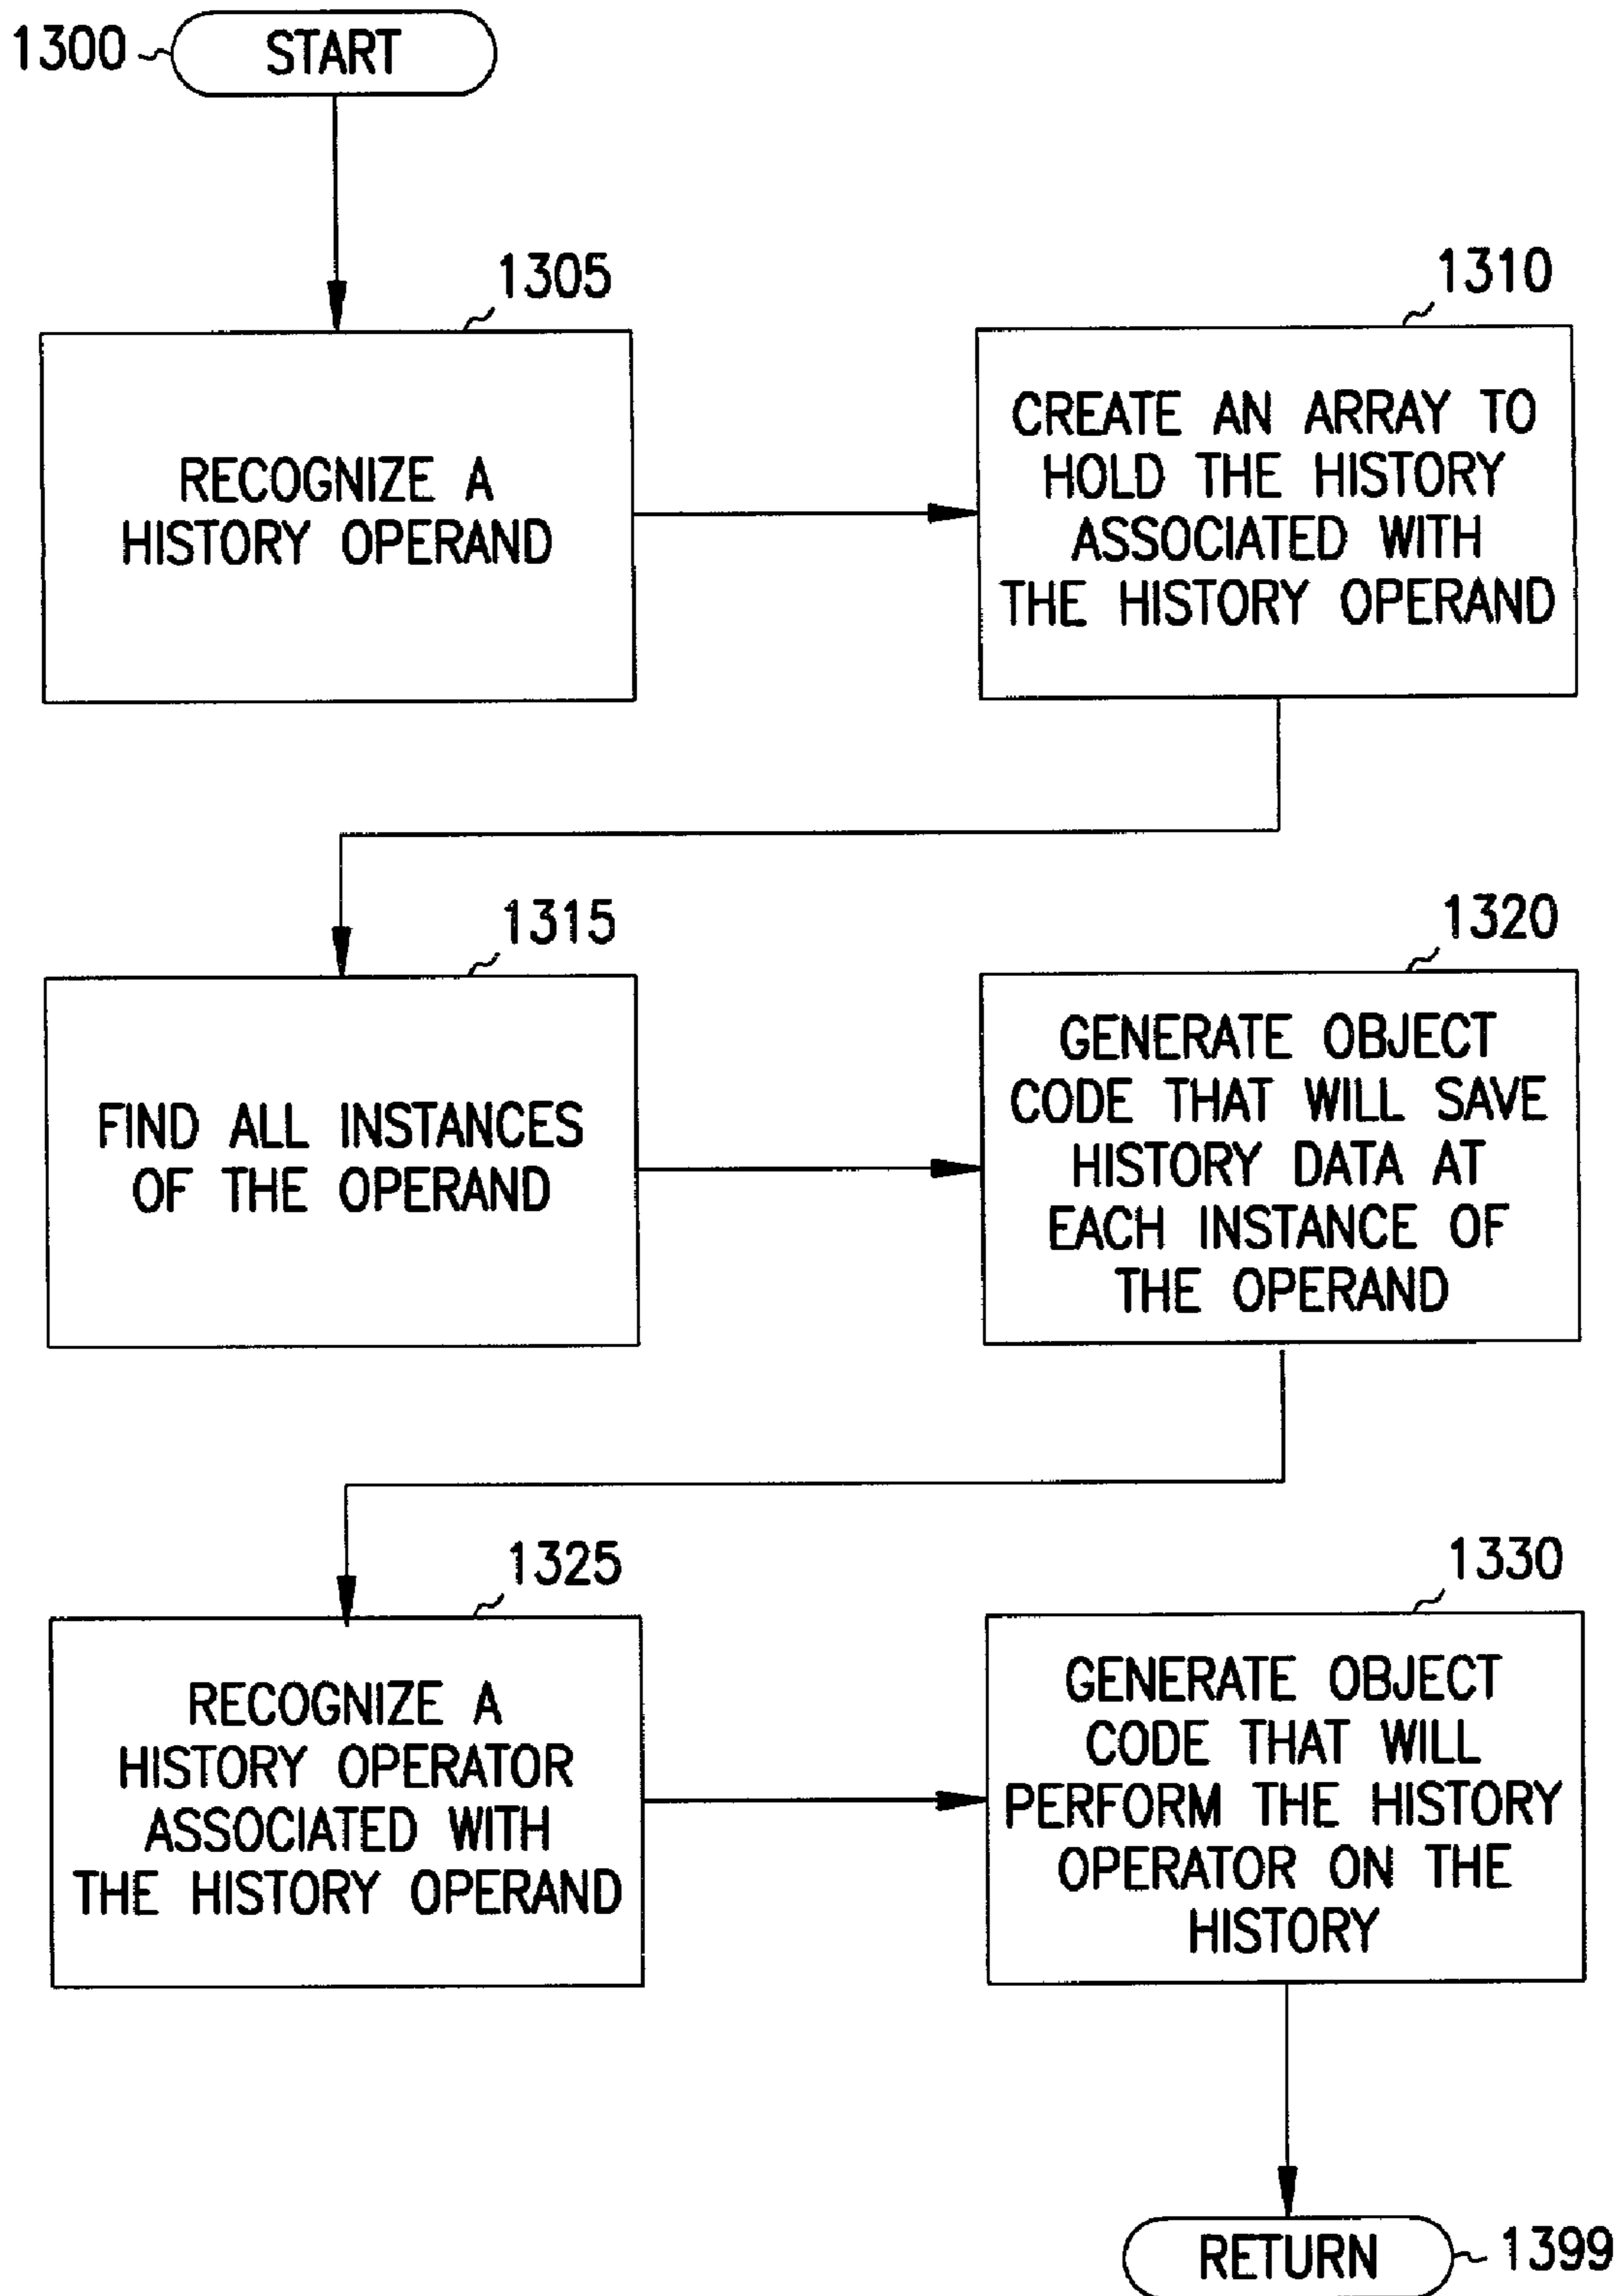 1300
START
1305
RECOGNIZE A
HISTORY OPERAND
1310
CREATE AN ARRAY TO
HOLD THE HISTORY
ASSOCIATED WITH
THE HISTORY OPERAND
1315
FIND ALL INSTANCES
OF THE OPERAND
1320
GENERATE OBJECT
CODE THAT WILL SAVE
HISTORY DATA AT
EACH INSTANCE OF
THE OPERAND
1325
RECOGNIZE A
HISTORY OPERATOR
ASSOCIATED WITH
THE HISTORY OPERAND
1330
GENERATE OBJECT
CODE THAT WILL
PERFORM THE HISTORY
OPERATOR ON THE
HISTORY
RETURN
1399